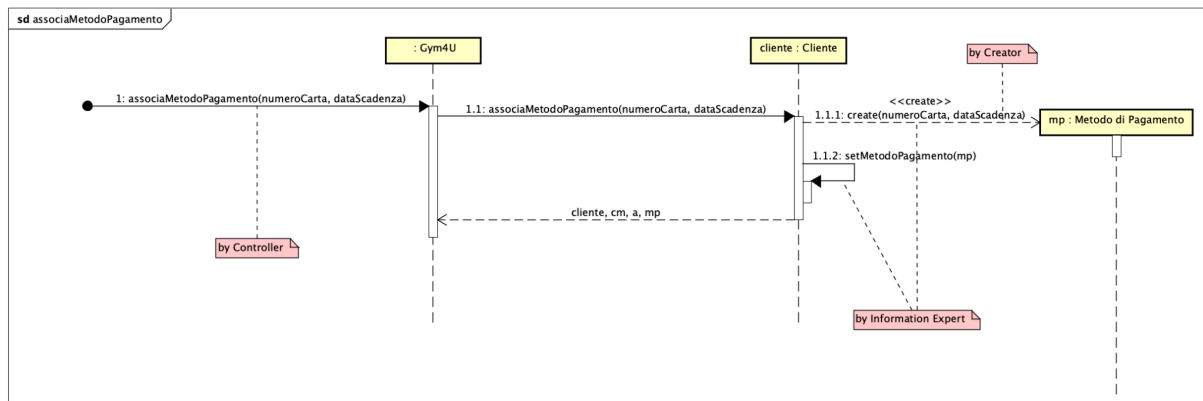 sd associaMetodoPagamento
: Gym4U
cliente : Cliente
by Creator
1: associaMetodoPagamento(numeroCarta, dataScadenza)
1.1: associaMetodoPagamento(numeroCarta, dataScadenza)
<<create>>
1.1.1: create(numeroCarta, dataScadenza)
mp : Metodo di Pagamento
1.1.2: setMetodoPagamento(mp)
cliente, cm, a, mp
by Controller
by Information Expert